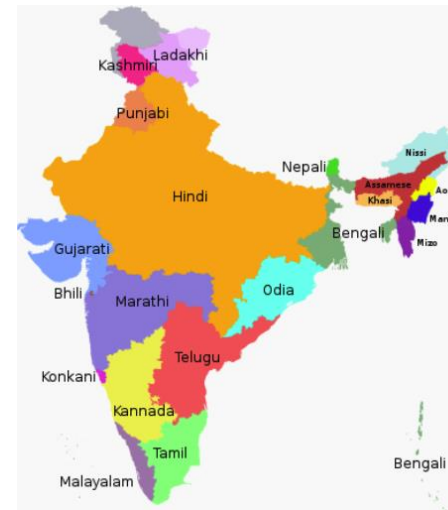 Ladakhi
Kashmiri
Punjabi
Nissi
Nepali
Assamese
Ao
Hindi
Khasi
Man
Bengali
Mizo
Gujarati
Bhili
Odia
Marathi
Telugu
Konkani
Kannada
Tamil
Bengali
Malayalam